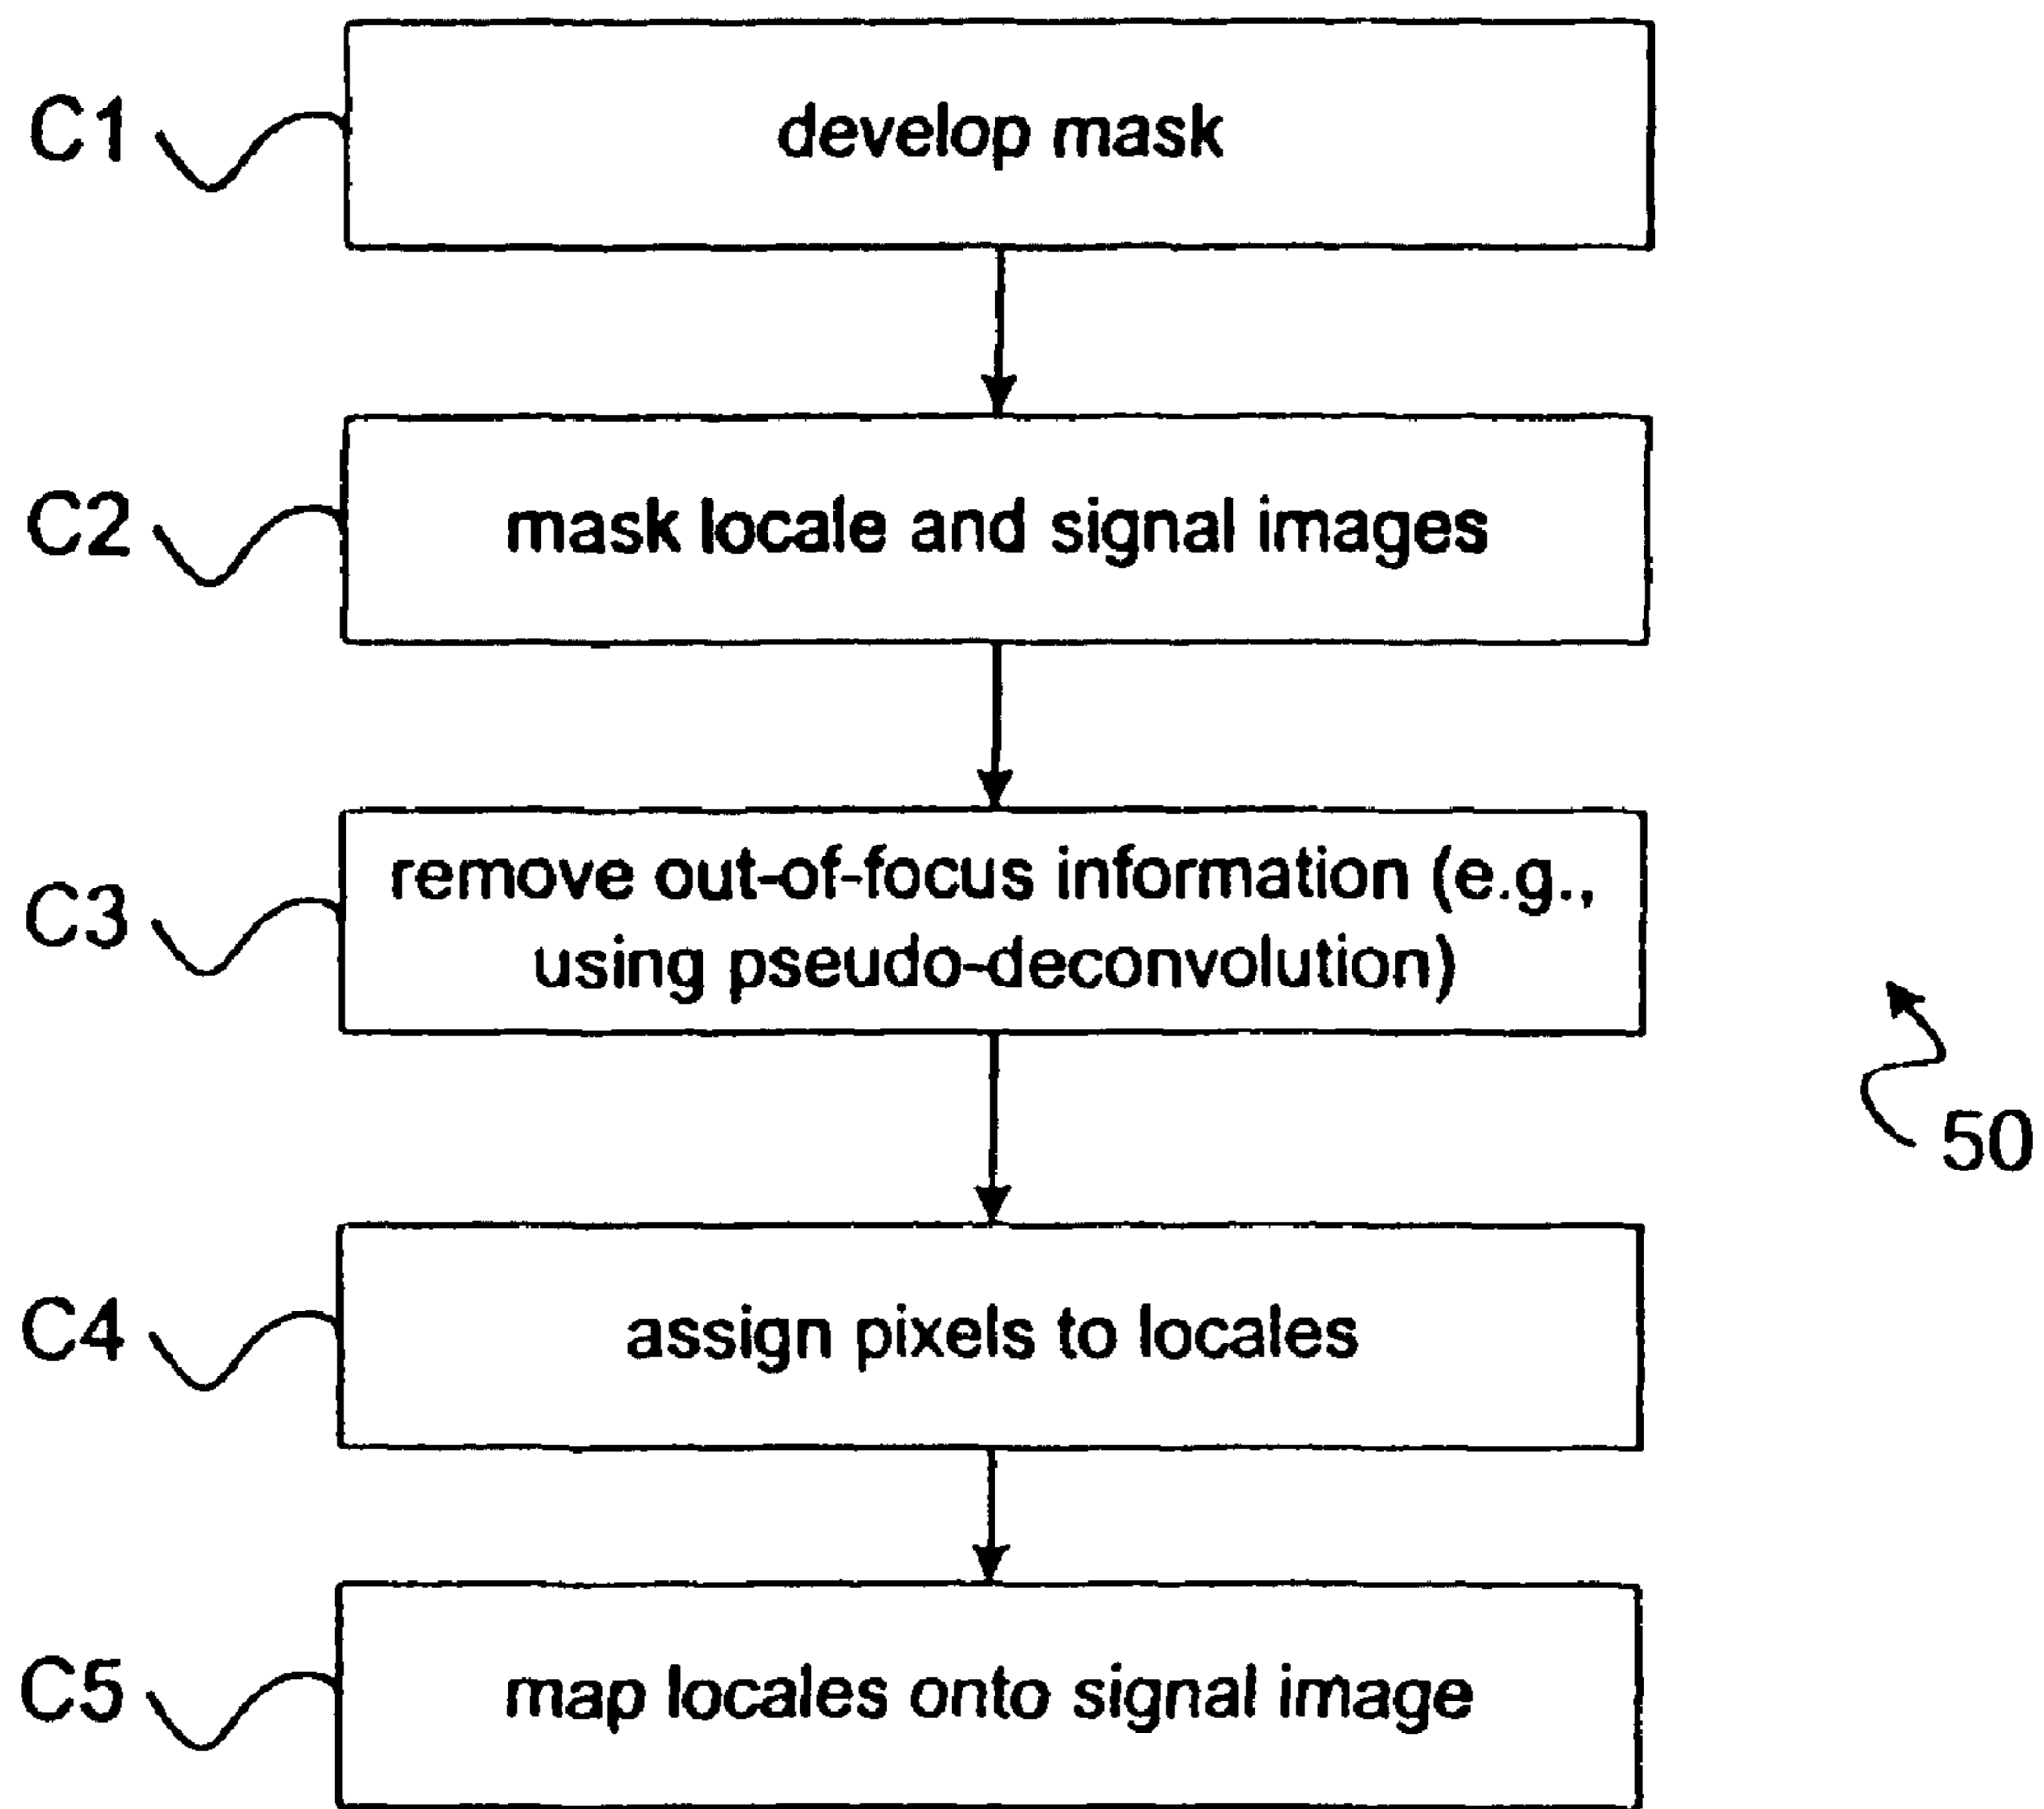 C1
develop mask
C2
mask locale and signal images
C3
remove out-of-focus information (e.g.,
using pseudo-deconvolution)
50
C4
assign pixels to locales
C5
map locales onto signal image